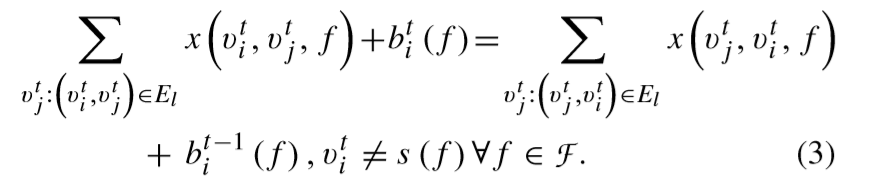 ∑_{v_j^t:(v_i^t,v_j^t)∈E_l} x(v_i^t, v_j^t, f) + b_i^t (f) = ∑_{v_j^t:(v_j^t,v_i^t)∈E_l} x(v_j^t, v_i^t, f)
+ b_i^{t−1} (f) , v_i^t ≠ s (f) ∀f ∈ ℱ. (3)